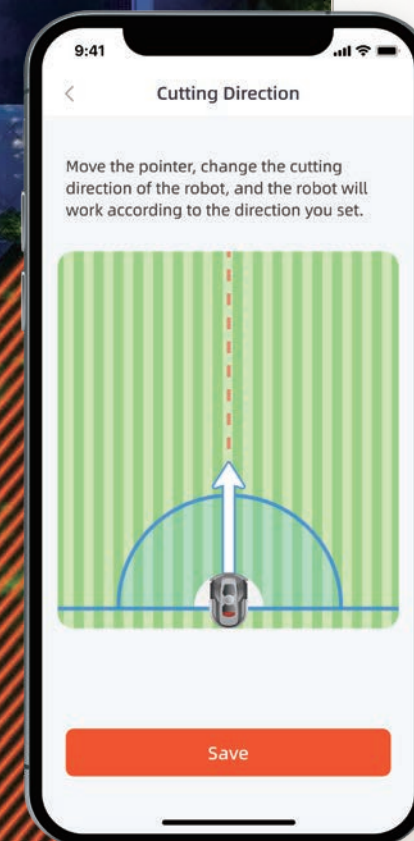 9:41
Cutting Direction
Move the pointer, change the cutting
direction of the robot, and the robot will
work according to the direction you set.
Save